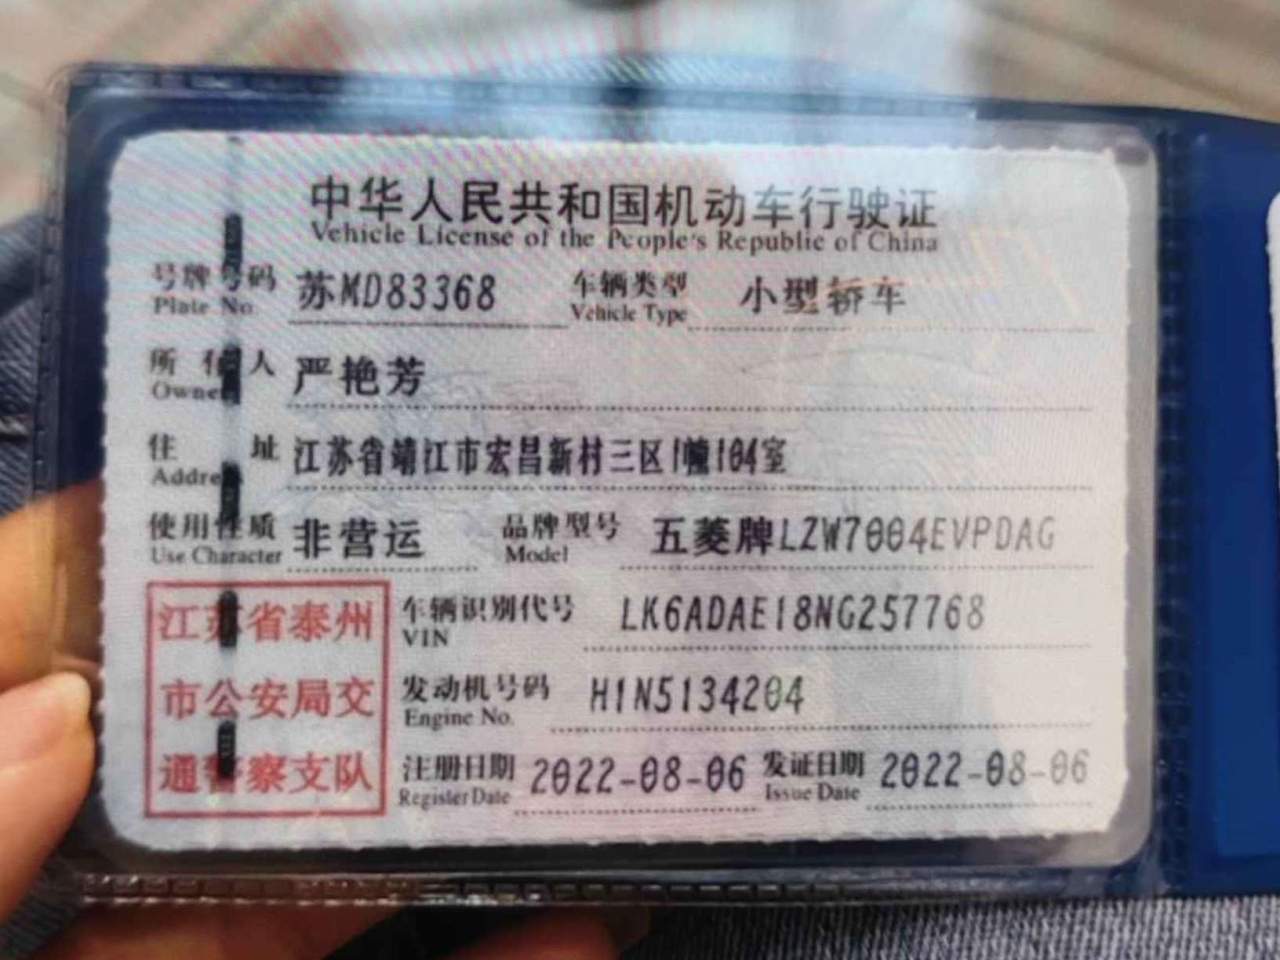 中华人民共和国机动车行驶证
Vehicle License of the People's Republic of China
号牌号码 苏MD83368 车辆类型 小型轿车
Plate No. Vehicle Type
所有人 严艳芳
Owner
住址 江苏省靖江市宏昌新村三区1幢104室
Address
使用性质 非营运 品牌型号 五菱牌LZW7004EVPDAG
Use Character Model
江苏省泰州 车辆识别代号 LK6ADAE18NG257768
VIN
市公安局交 发动机号码 H1N5134204
Engine No.
通警察支队 注册日期 2022-08-06 发证日期 2022-08-06
Register Date Issue Date